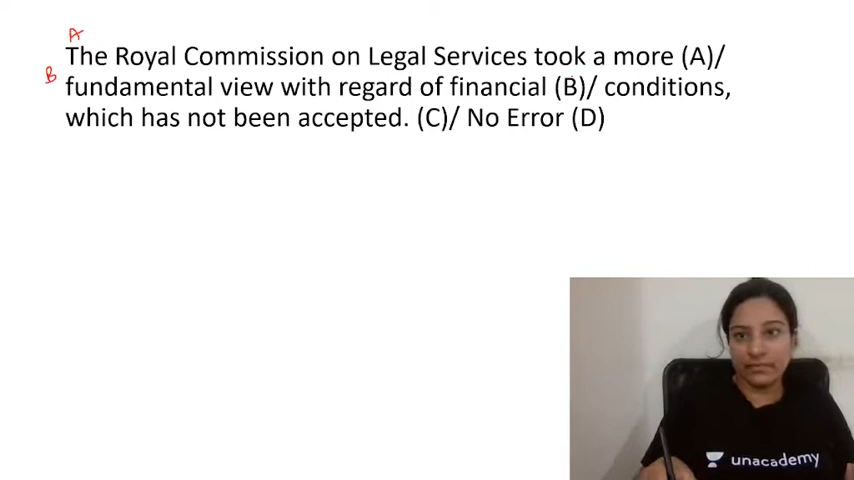 A
The Royal Commission on Legal Services took a more (A)/
B
fundamental view with regard of financial (B)/ conditions,
which has not been accepted. (C)/ No Error (D)
unacademy